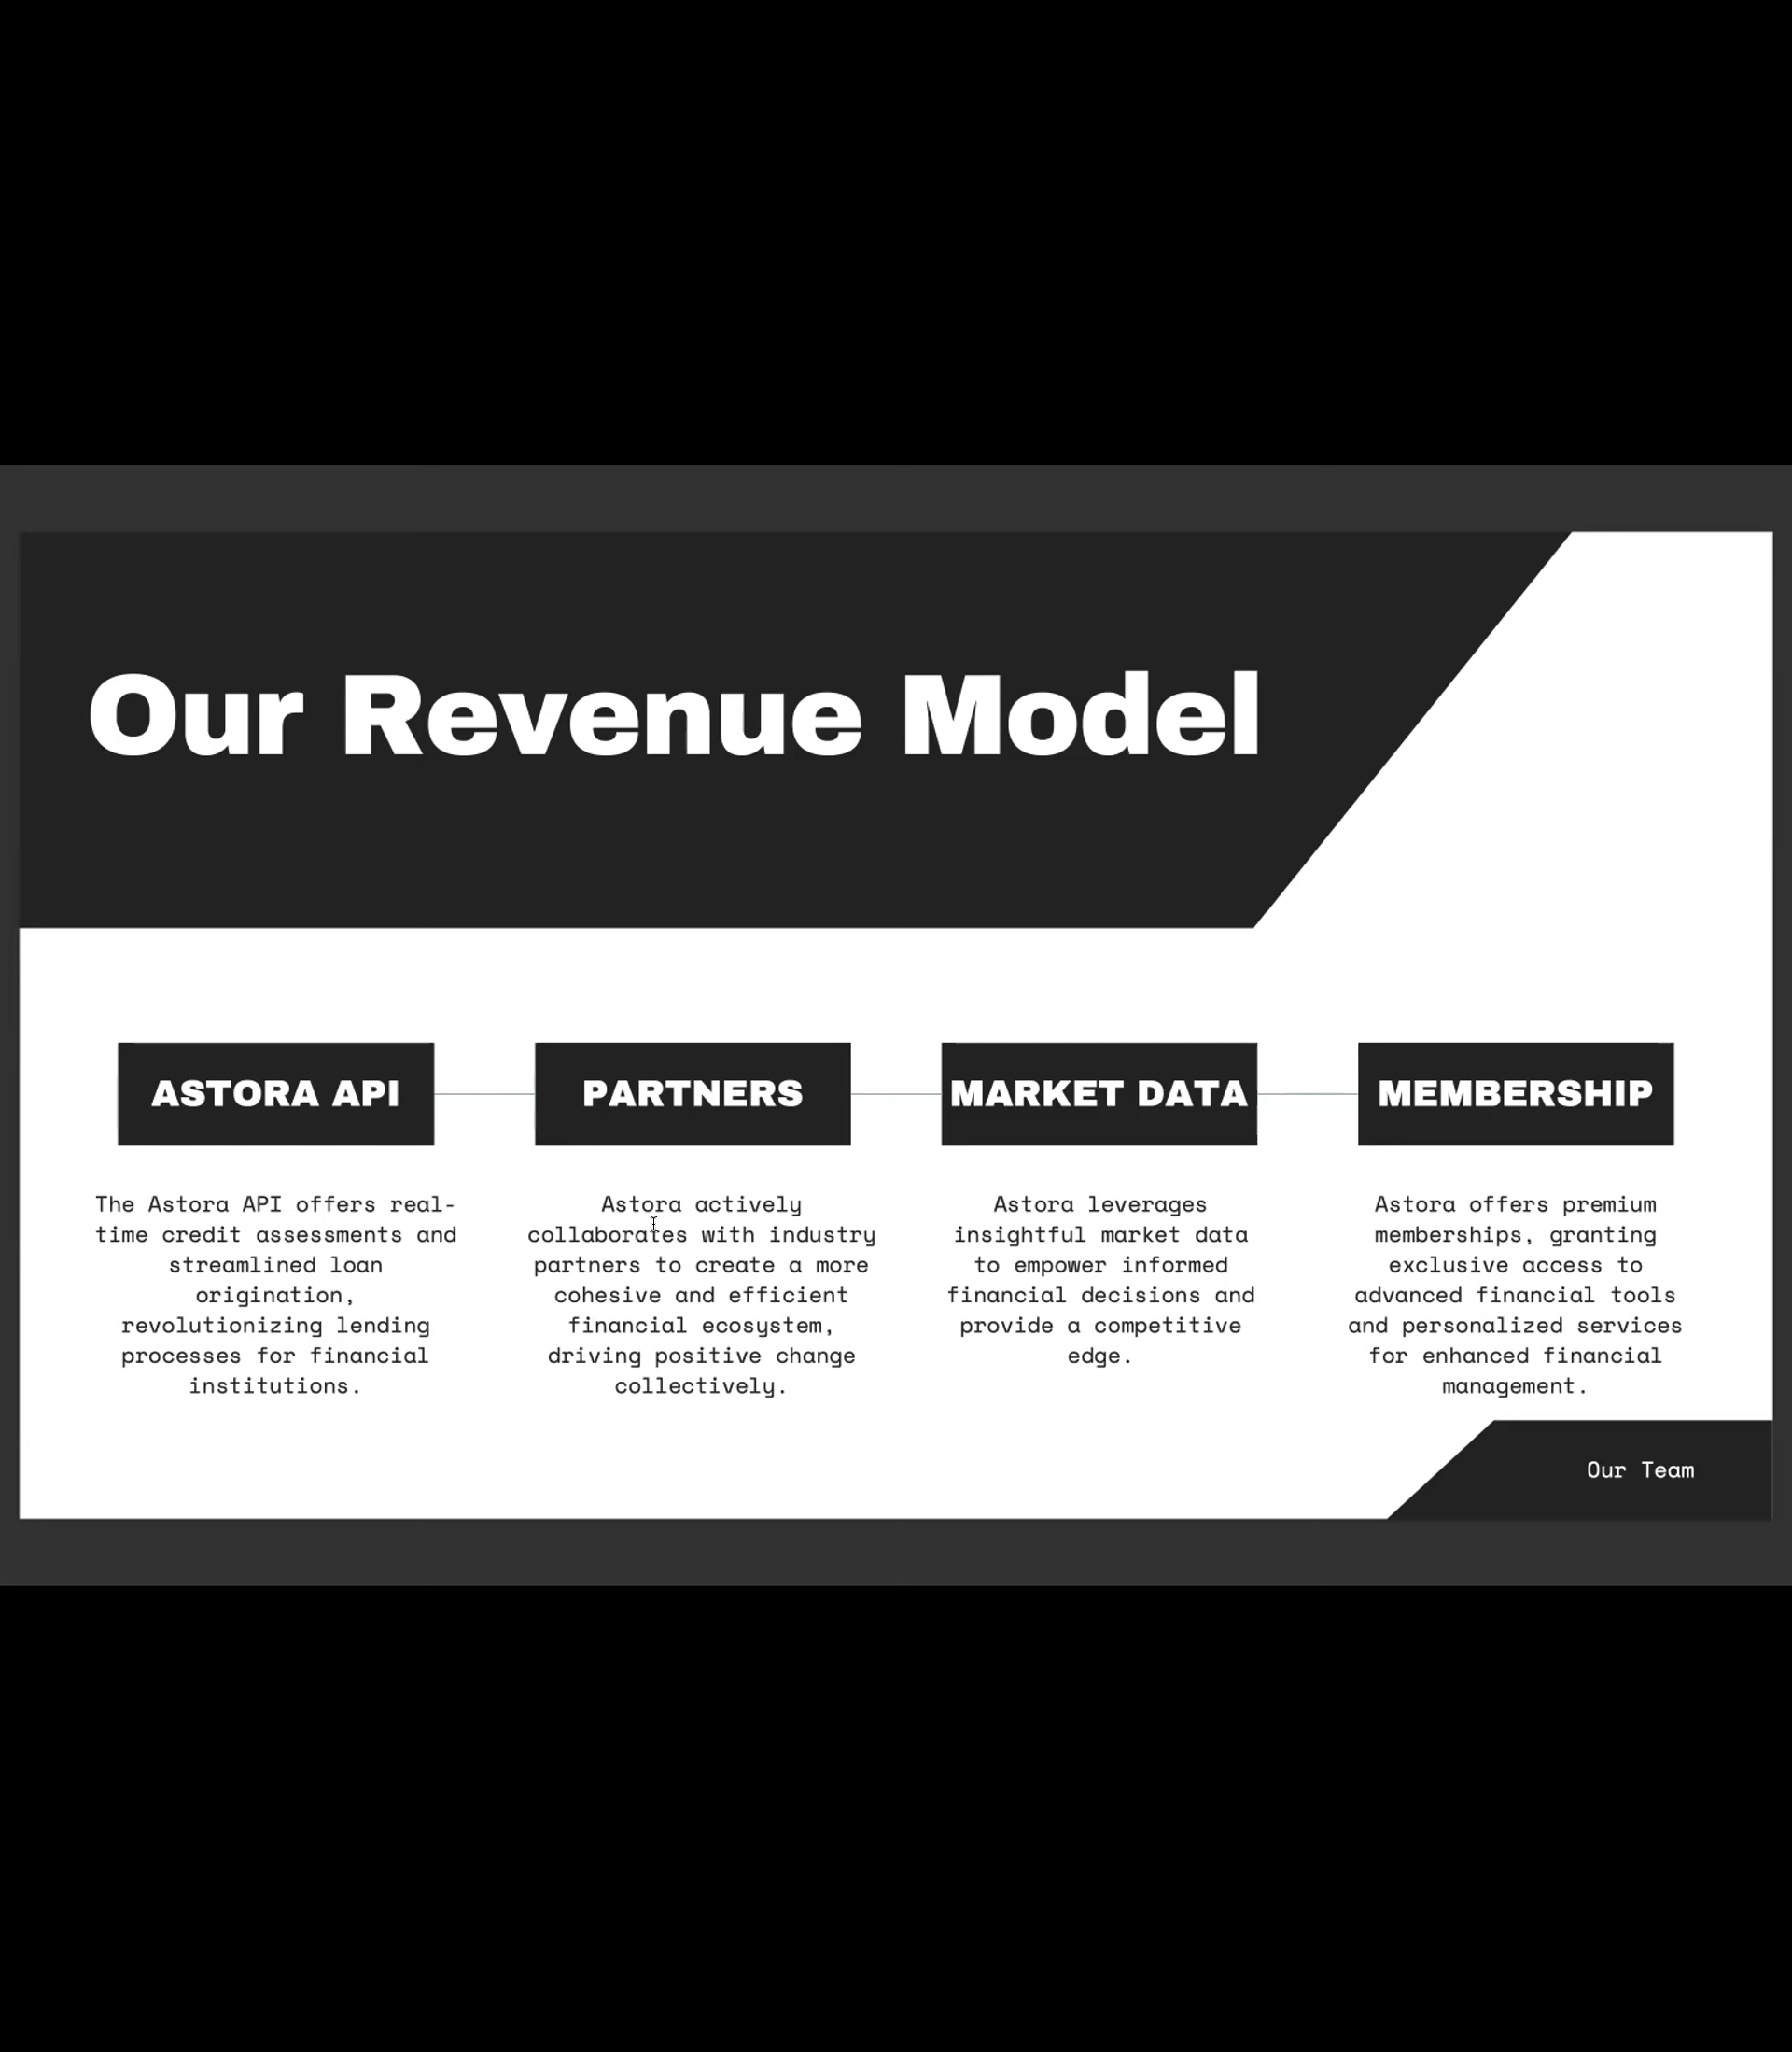 Our Revenue Model
ASTORA API
The Astora API offers real-
time credit assessments and
streamlined loan
origination,
revolutionizing lending
processes for financial
institutions.
PARTNERS
Astora actively
collaborates with industry
partners to create a more
cohesive and efficient
financial ecosystem,
driving positive change
collectively.
MARKET DATA
Astora leverages
insightful market data
to empower informed
financial decisions and
provide a competitive
edge.
MEMBERSHIP
Astora offers premium
memberships, granting
exclusive access to
advanced financial tools
and personalized services
for enhanced financial
management.
Our Team